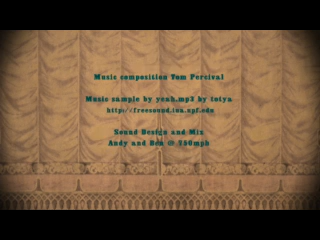 Music composition Tom Percival
Music sample by yeah.mp3 by totya
http://freesound.iua.upf.edu
Sound Design and Mix
Andy and Ben @ 750mph